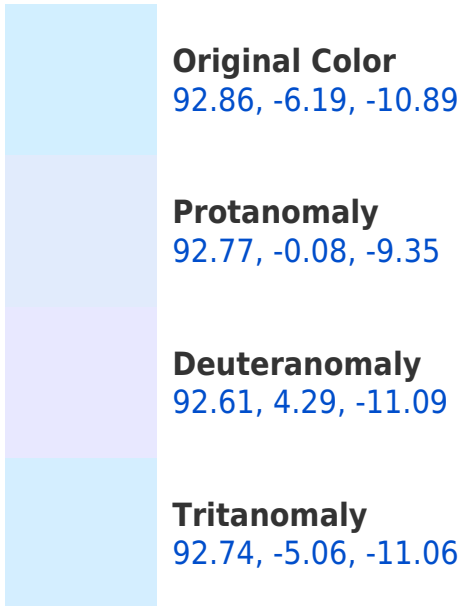 Original Color
92.86, -6.19, -10.89
Protanomaly
92.77, -0.08, -9.35
Deuteranomaly
92.61, 4.29, -11.09
Tritanomaly
92.74, -5.06, -11.06